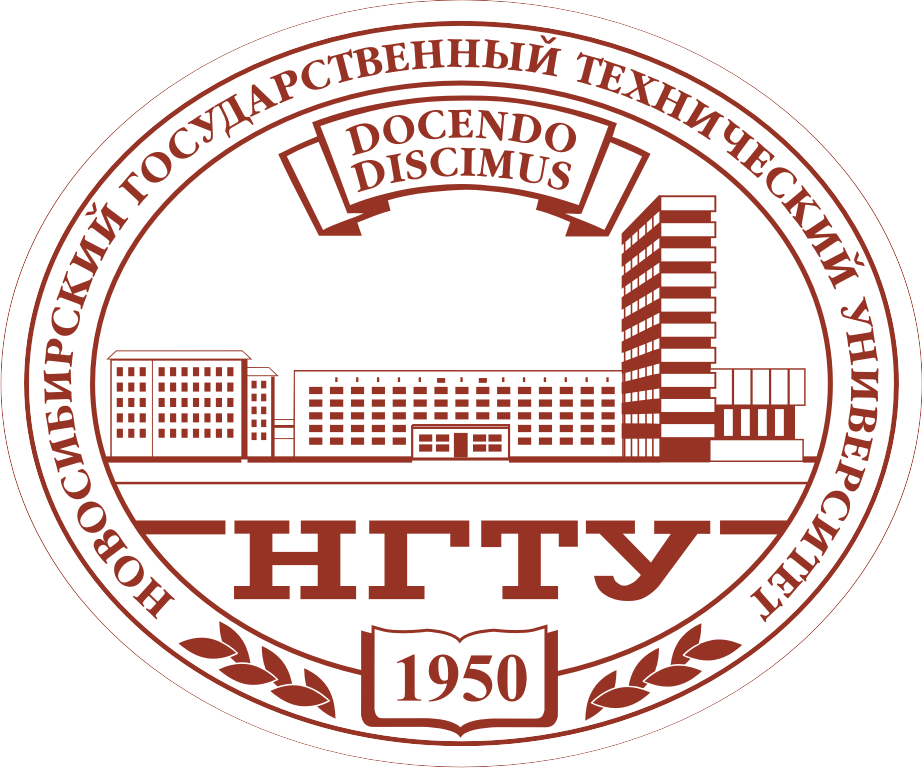 НОВОСИБИРСКИЙ ГОСУДАРСТВЕННЫЙ ТЕХНИЧЕСКИЙ УНИВЕРСИТЕТ
DOCENDO
DISCIMUS
НГТУ
1950